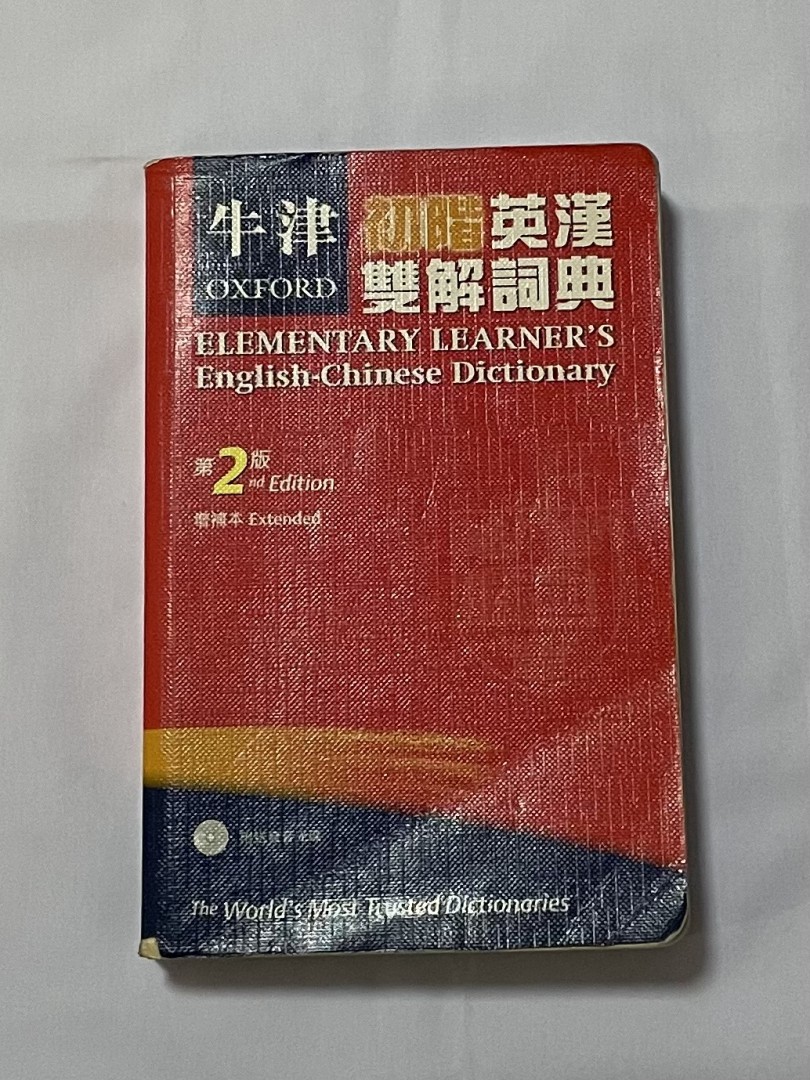 牛津
OXFORD
初階英漢
雙解詞典
ELEMENTARY LEARNER'S
English-Chinese Dictionary
第2版
2nd Edition
增補本 Extended
The World's Most Trusted Dictionaries